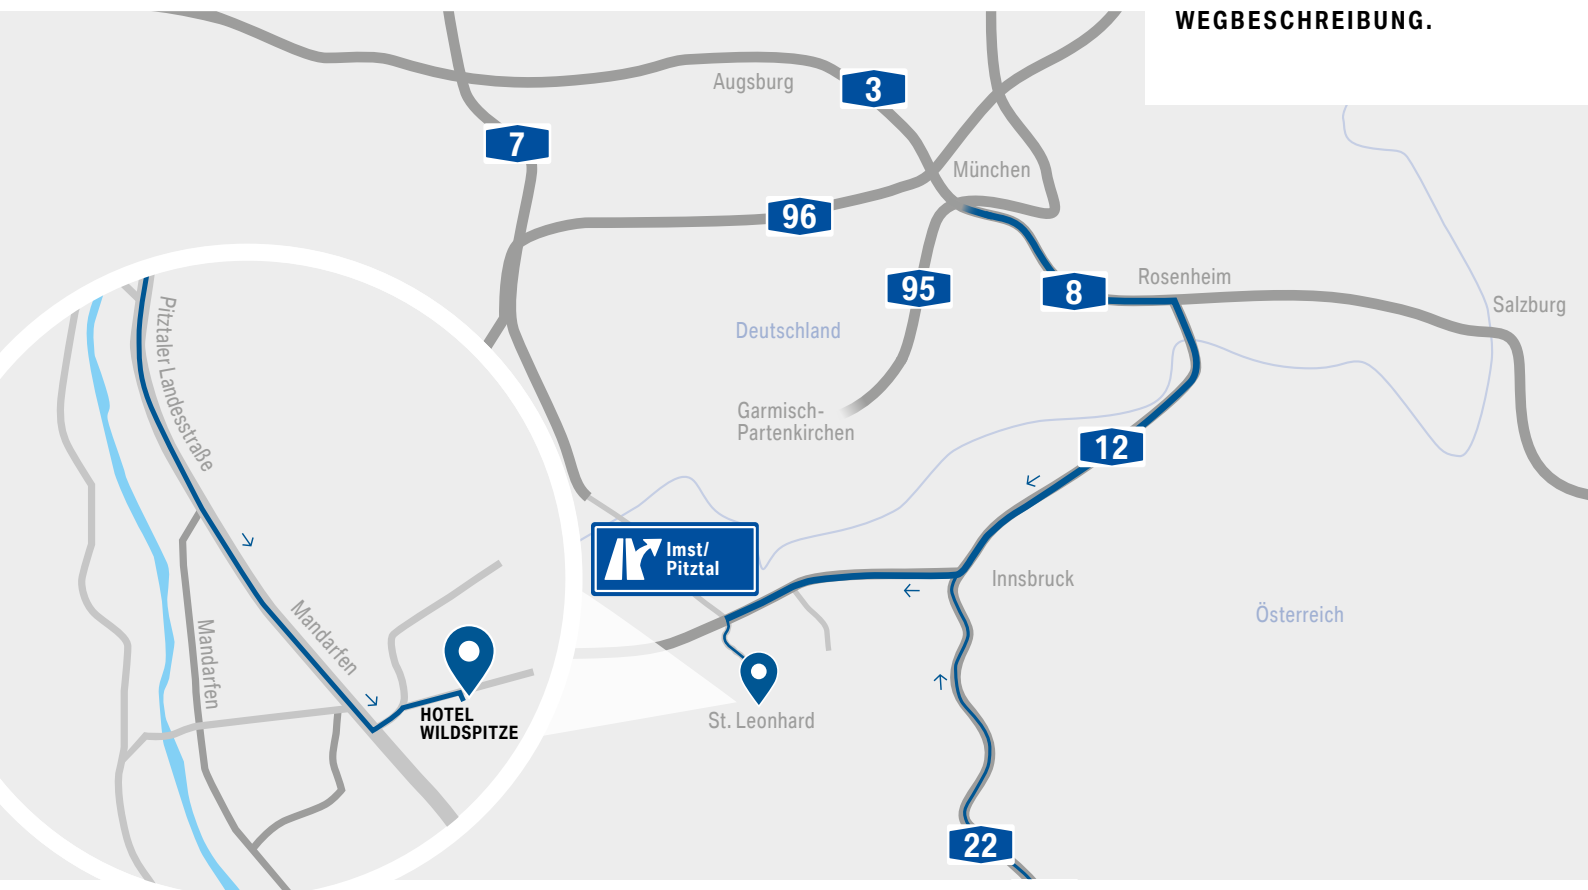 WEGBESCHREIBUNG.
Augsburg
3
7
München
96
95
8
Rosenheim
Salzburg
Deutschland
Garmisch-
Partenkirchen
12
Imst/
Pitztal
Innsbruck
Österreich
St. Leonhard
22
Pitztaler Landesstraße
Mandarfen
Mandarfen
HOTEL
WILDSPITZE